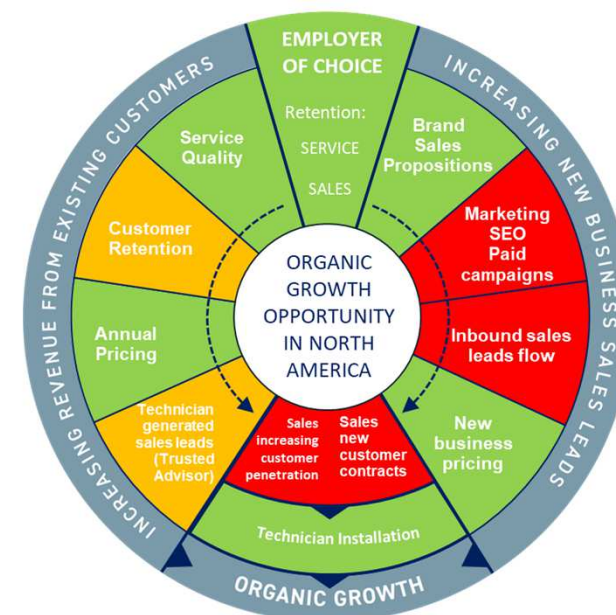 EMPLOYER
OF CHOICE
Retention:
SERVICE
SALES
INCREASING REVENUE FROM EXISTING CUSTOMERS
Service
Quality
Customer
Retention
Annual
Pricing
Technician
generated
sales leads
(Trusted
Advisor)
INCREASING NEW BUSINESS SALES LEADS
Brand
Sales
Propositions
Marketing
SEO
Paid
campaigns
Inbound sales
leads flow
New
business
pricing
ORGANIC
GROWTH
OPPORTUNITY
IN NORTH
AMERICA
Sales
increasing
customer
penetration
Sales
new
customer
contracts
Technician Installation
ORGANIC GROWTH